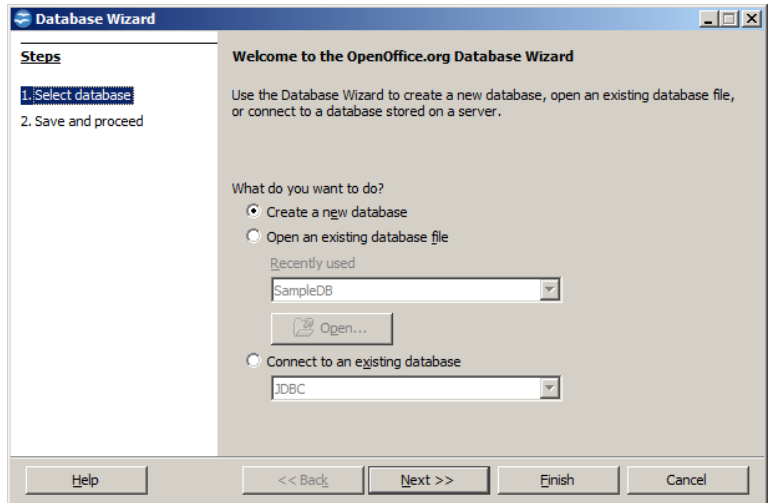 Database Wizard
Steps
1. Select database
2. Save and proceed
Welcome to the OpenOffice.org Database Wizard
Use the Database Wizard to create a new database, open an existing database file,
or connect to a database stored on a server.
What do you want to do?
Create a new database
Open an existing database file
Recently used
SampleDB
Open...
Connect to an existing database
JDBC
Help
<< Back
Next >>
Finish
Cancel